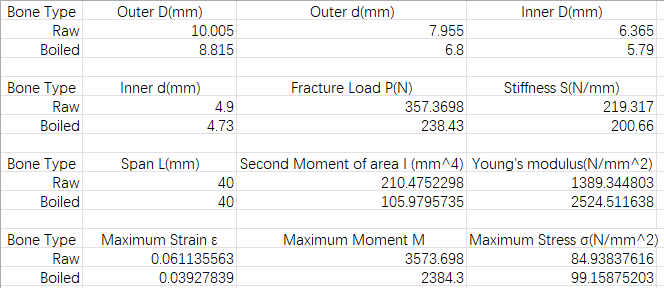 Bone Type Outer D(mm) Outer d(mm) Inner D(mm)
Raw 10.005 7.955 6.365
Boiled 8.815 6.8 5.79
Bone Type Inner d(mm) Fracture Load P(N) Stiffness S(N/mm)
Raw 4.9 357.3698 219.317
Boiled 4.73 238.43 200.66
Bone Type Span L(mm) Second Moment of area I (mm^4) Young's modulus(N/mm^2)
Raw 40 210.4752298 1389.344803
Boiled 40 105.9795735 2524.511638
Bone Type Maximum Strain ε Maximum Moment M Maximum Stress σ(N/mm^2)
Raw 0.061135563 3573.698 84.93837616
Boiled 0.03927839 2384.3 99.15875203